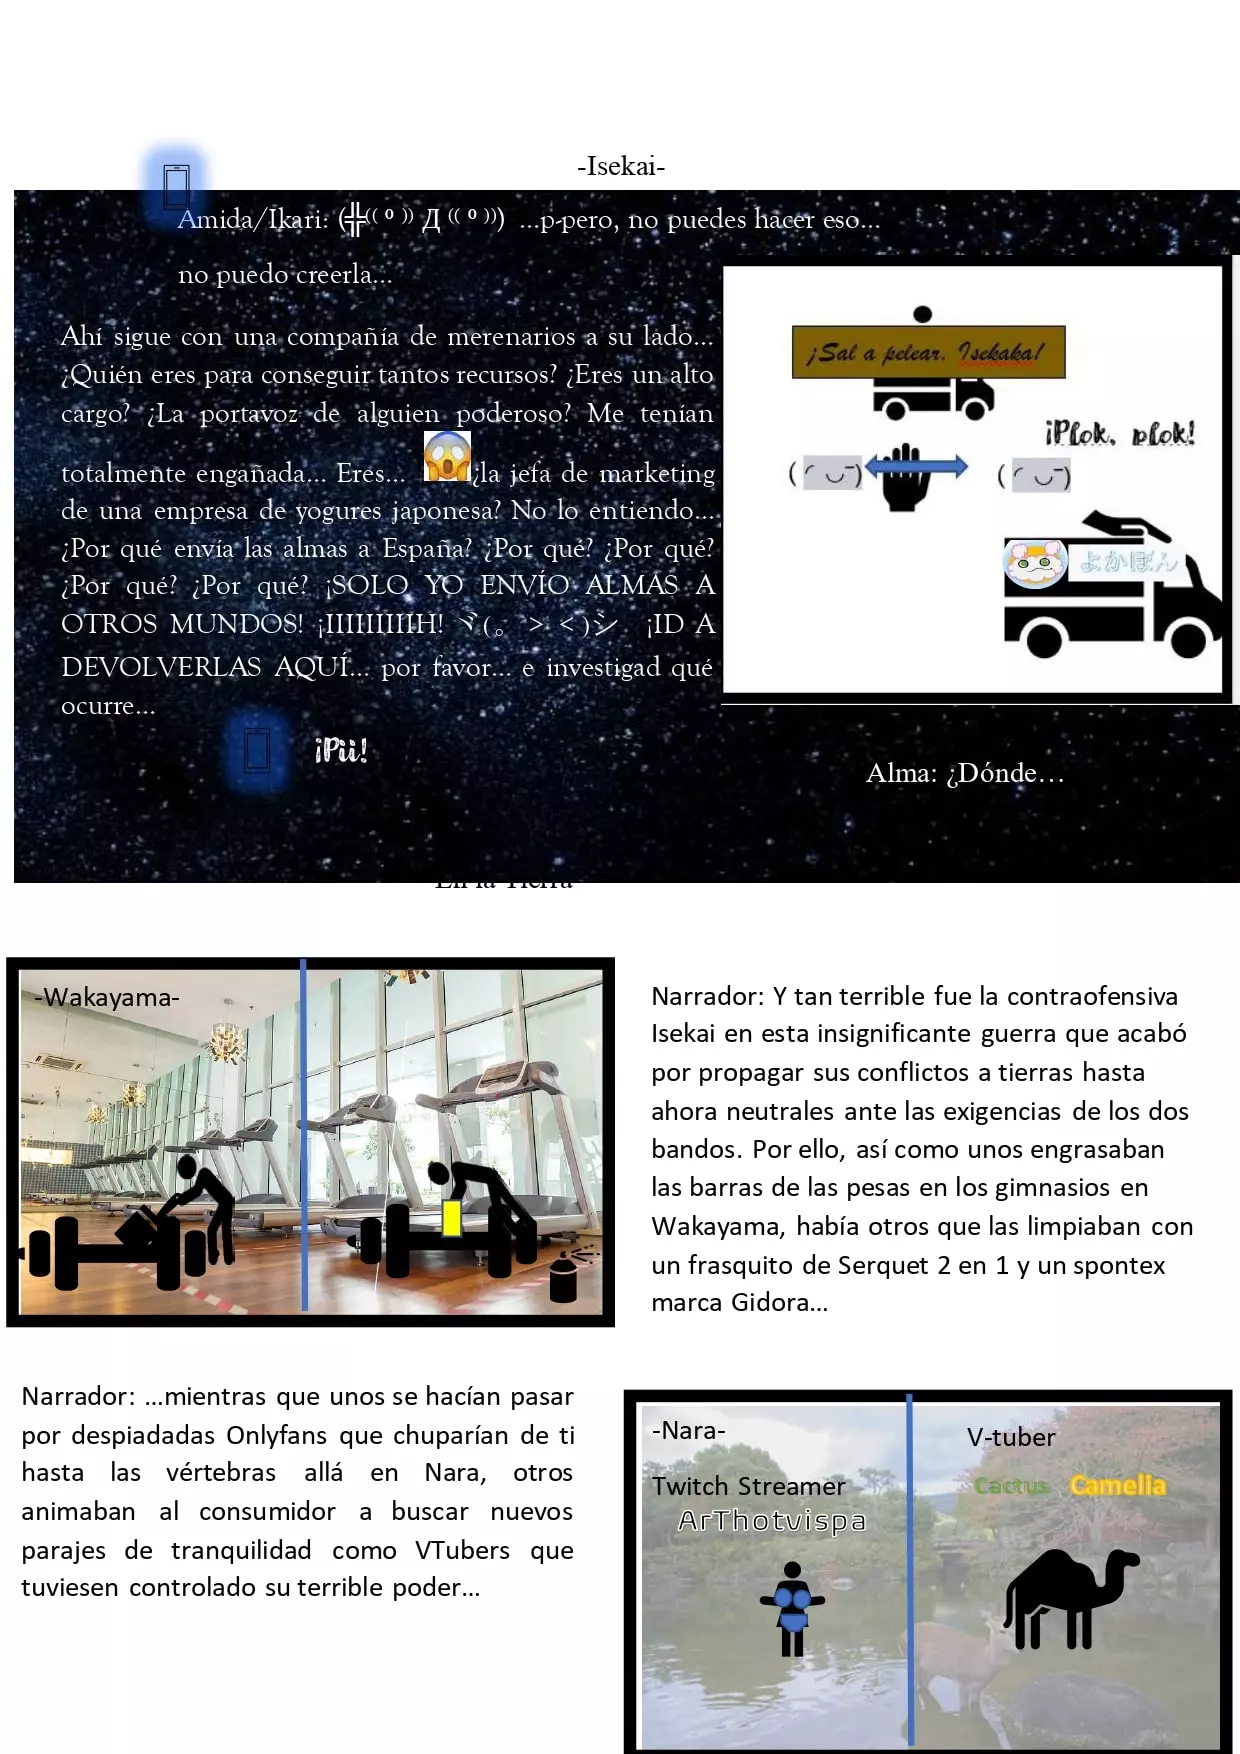 -Isekai-
Amida/Ikari: (╬(( º )) Д (( º ))) ...p-pero, no puedes hacer eso...
no puedo creerla...
Ahí sigue con una compañía de merenarios a su lado...
¿Quién eres para conseguir tantos recursos? ¿Eres un alto
cargo? ¿La portavoz de alguien poderoso? Me tenían
totalmente engañada... Eres... ¿la jefa de marketing
de una empresa de yogures japonesa? No lo entiendo...
¿Por qué envía las almas a España? ¿Por qué? ¿Por qué?
¿Por qué? ¿Por qué? ¡SOLO YO ENVÍO ALMAS A
OTROS MUNDOS! ¡IIIIIIIIIH! ヾ(。 > < )シ ¡ID A
DEVOLVERLAS AQUÍ... por favor... e investigad qué
ocurre...
¡Pii!
¡Sal a pelear, Isekaka!
¡Plok, plok!
( ´ ◡ ¯)
( ´ ◡ ¯)
よかぼん
Alma: ¿Dónde...
En la Tierra
-Wakayama-
Narrador: Y tan terrible fue la contraofensiva
Isekai en esta insignificante guerra que acabó
por propagar sus conflictos a tierras hasta
ahora neutrales ante las exigencias de los dos
bandos. Por ello, así como unos engrasaban
las barras de las pesas en los gimnasios en
Wakayama, había otros que las limpiaban con
un frasquito de Serquet 2 en 1 y un spontex
marca Gidora...
Narrador: ...mientras que unos se hacían pasar
por despiadadas Onlyfans que chuparían de ti
hasta las vértebras allá en Nara, otros
animaban al consumidor a buscar nuevos
parajes de tranquilidad como VTubers que
tuviesen controlado su terrible poder...
-Nara-
Twitch Streamer
ArThotvispa
V-tuber
Cactus Camella